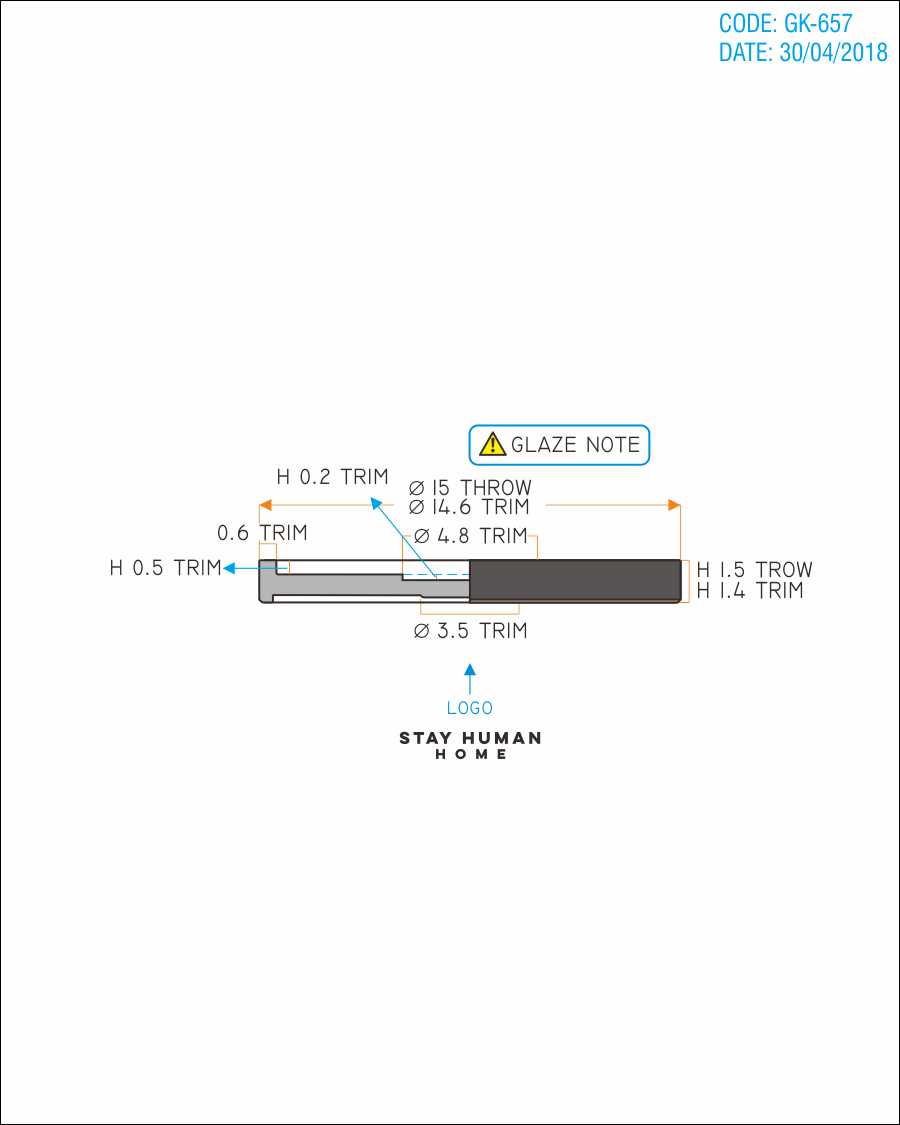 CODE: GK-657
DATE: 30/04/2018
GLAZE NOTE
H 0.2 TRIM
Ø 15 THROW
Ø 14.6 TRIM
0.6 TRIM
Ø 4.8 TRIM
H 0.5 TRIM
H 1.5 TROW
H 1.4 TRIM
Ø 3.5 TRIM
LOGO
STAY HUMAN
HOME